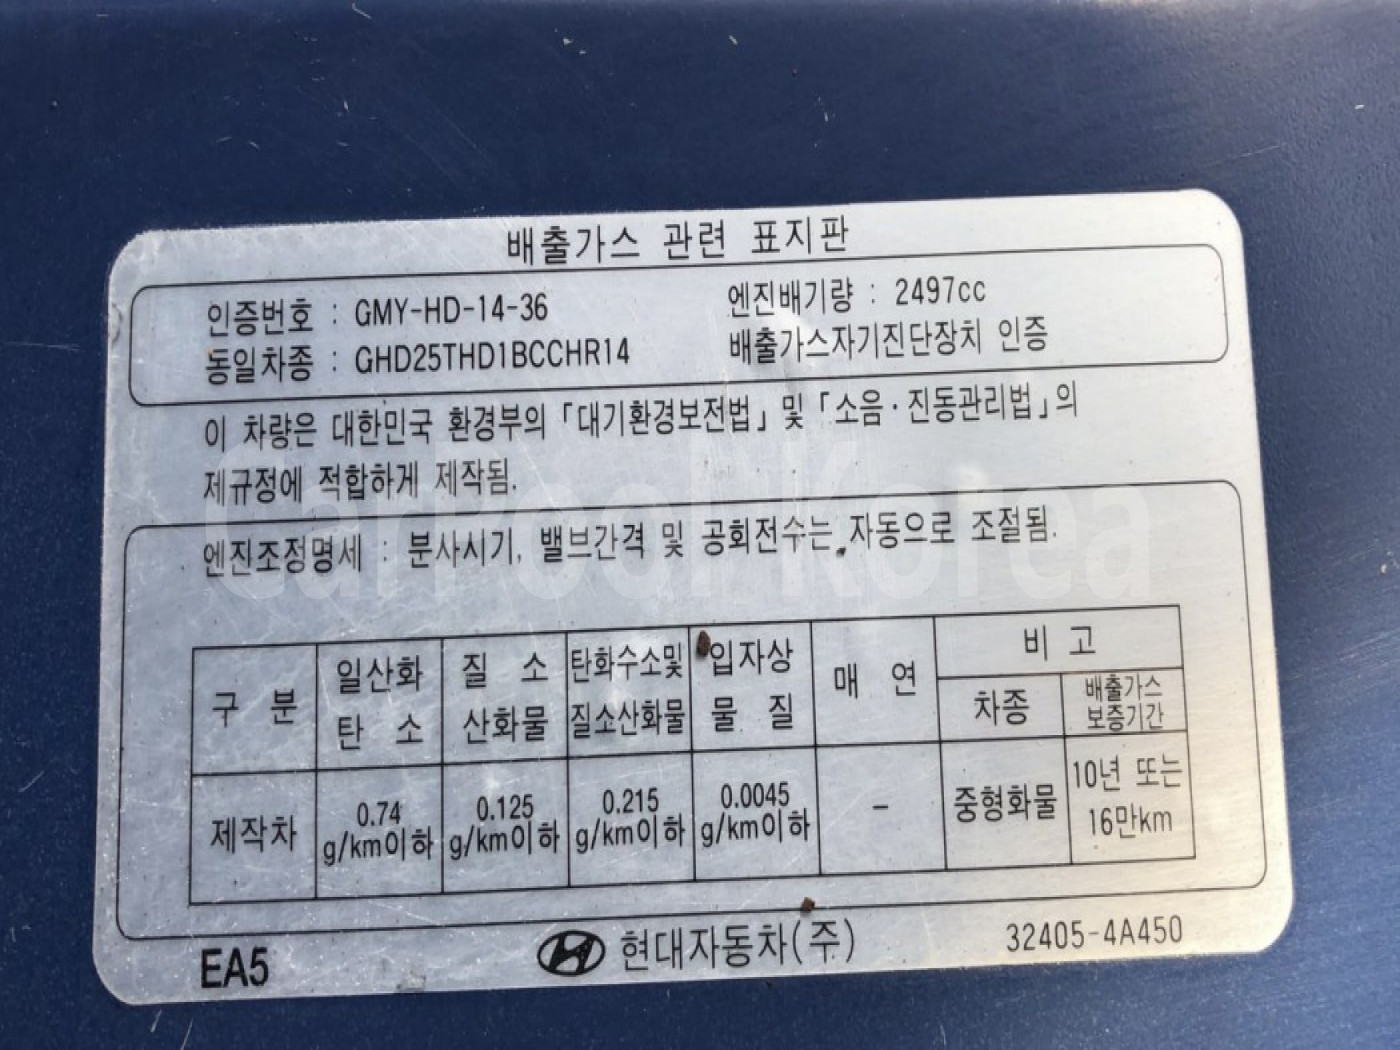 배출가스 관련 표지판
인증번호 : GMY-HD-14-36
엔진배기량 : 2497cc
동일차종 : GHD25THD1BCCHR14
배출가스자기진단장치 인증
이 차량은 대한민국 환경부의 「대기환경보전법」 및 「소음·진동관리법」의
제규정에 적합하게 제작됨.
CarPool Korea
엔진조정명세 : 분사시기, 밸브간격 및 공회전수는 자동으로 조절됨.
구 분
일산화
탄 소
질 소
산화물
탄화수소및
질소산화물
입자상
물 질
매 연
비 고
차종
배출가스
보증기간
제작차
0.74
g/km이하
0.125
g/km이하
0.215
g/km이하
0.0045
g/km이하
-
중형화물
10년 또는
16만km
EA5
현대자동차(주)
32405-4A450